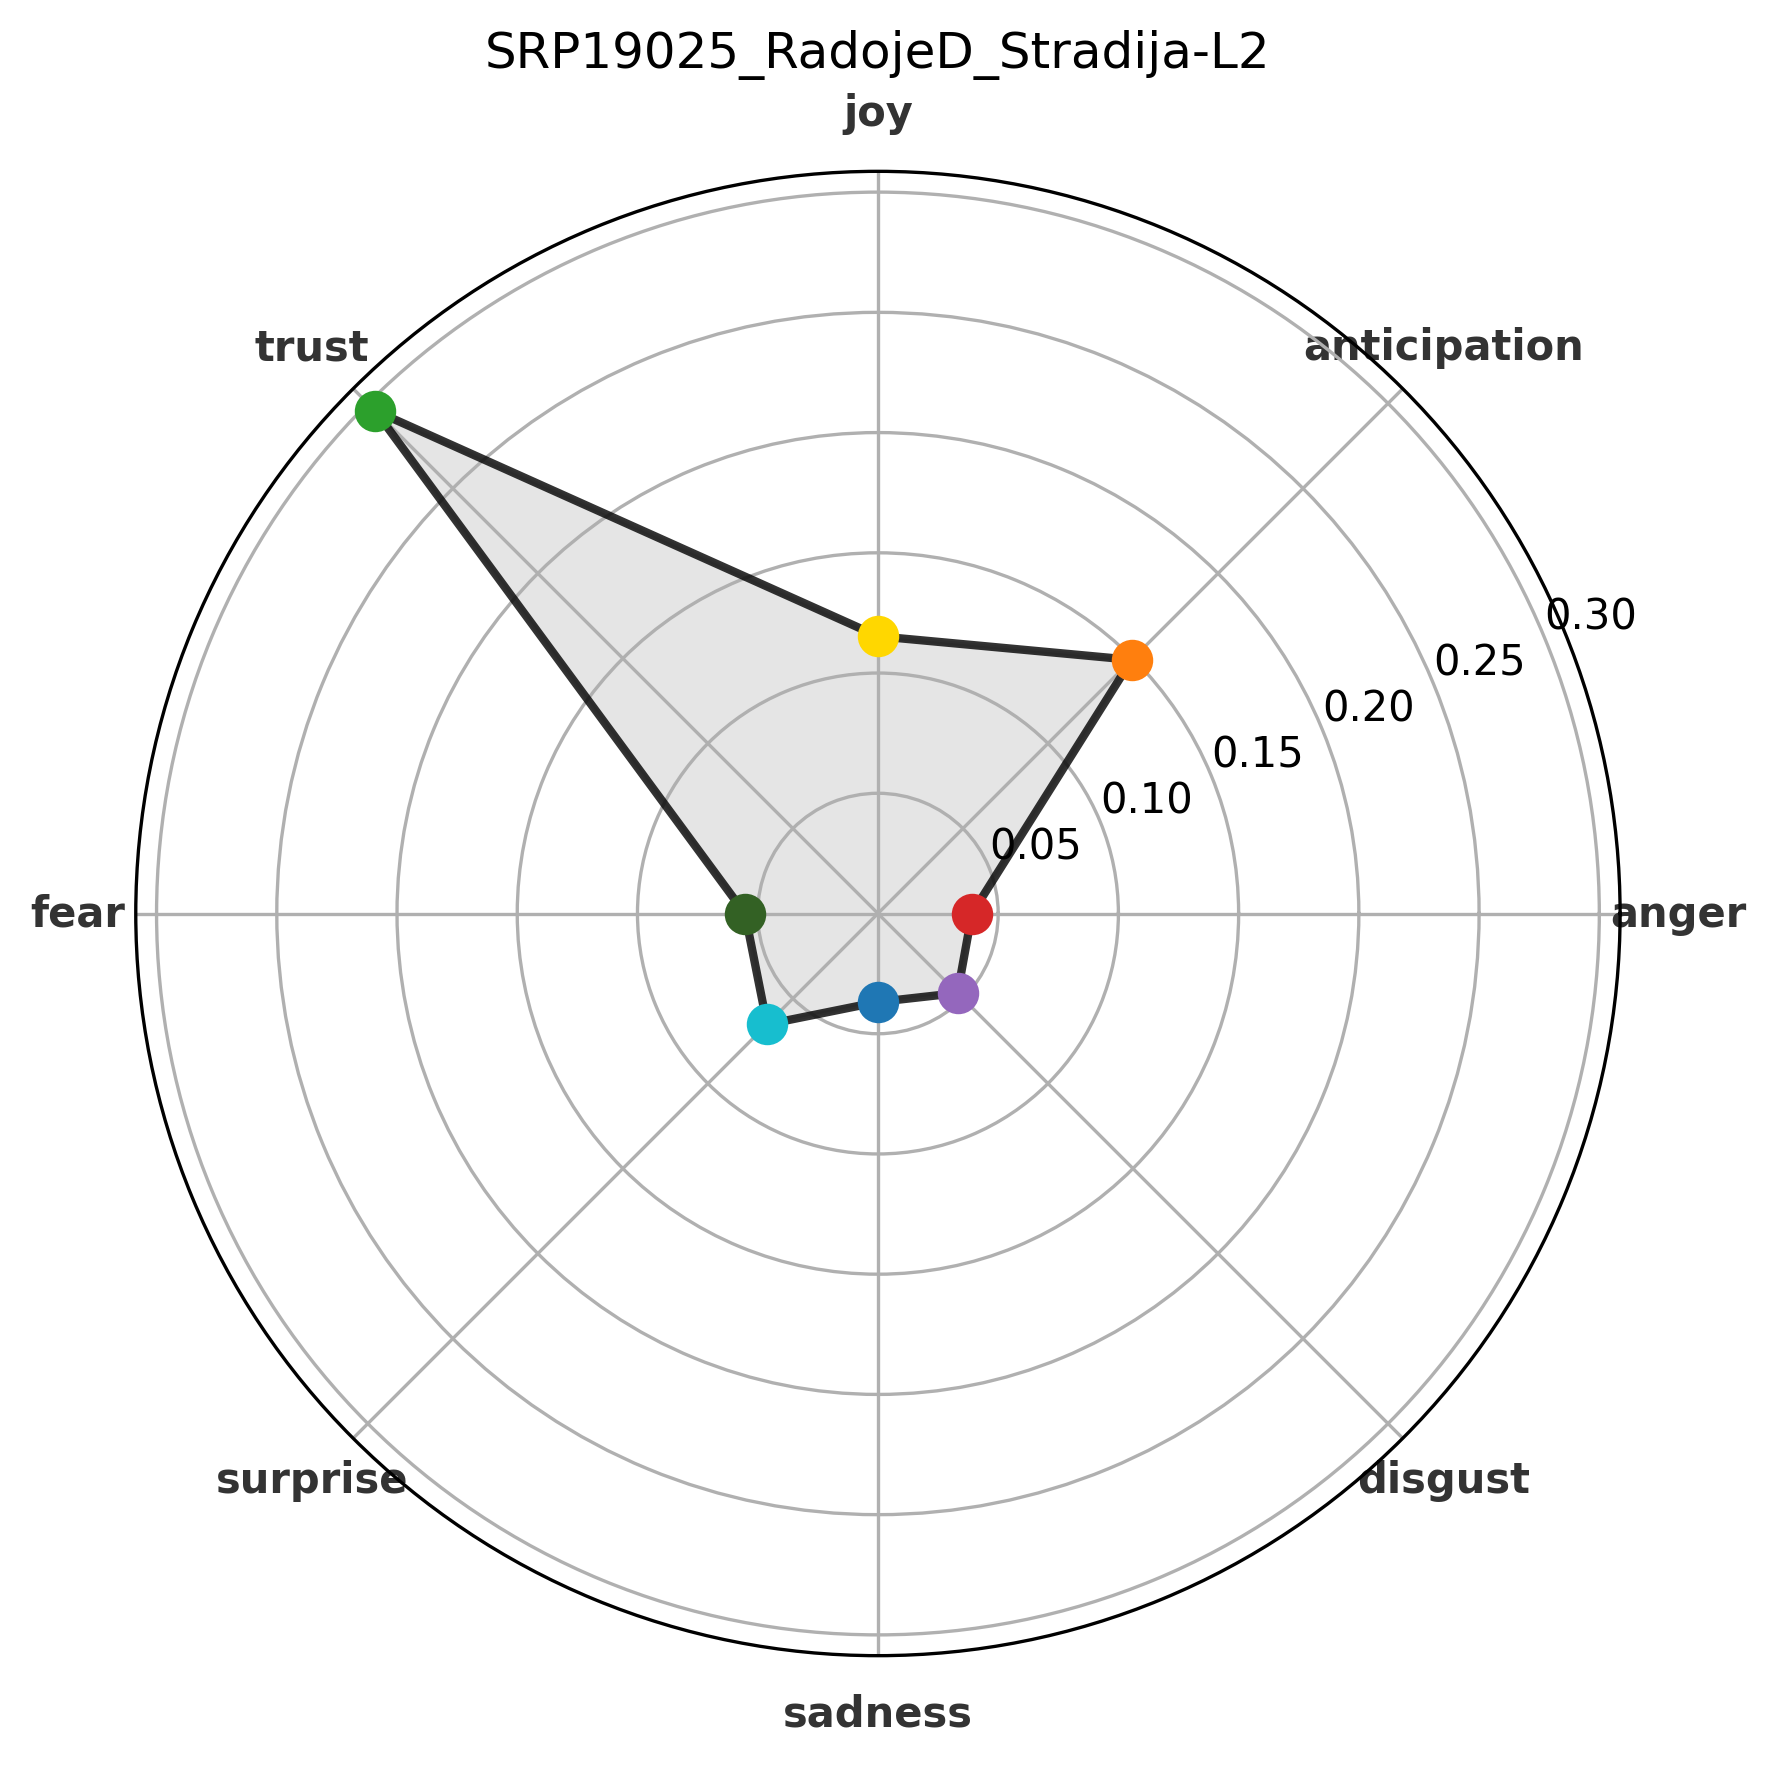 SRP19025_RadojeD_Stradija-L2
joy
trust
anticipation
0.30
0.25
0.20
0.15
0.10
0.05
fear
anger
surprise
disgust
sadness